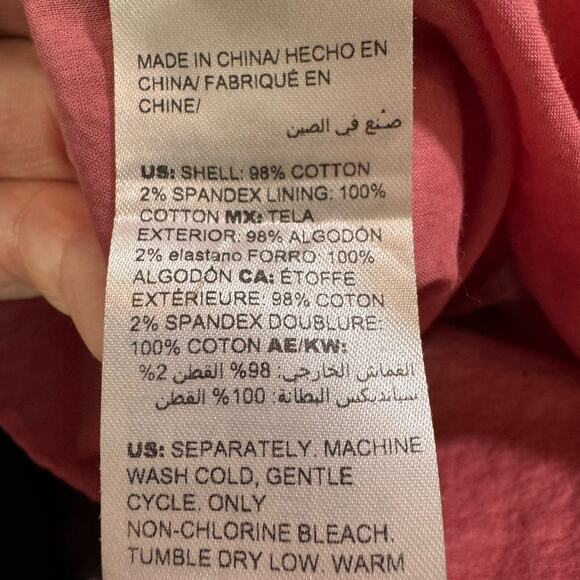 MADE IN CHINA/ HECHO EN
CHINA/ FABRIQUÉ EN
CHINE/
صنع في الصين
US: SHELL: 98% COTTON
2% SPANDEX LINING: 100%
COTTON MX: TELA
EXTERIOR: 98% ALGODÓN
2% elastano FORRO: 100%
ALGODÓN CA: ÉTOFFE
EXTÉRIEURE: 98% COTON
2% SPANDEX DOUBLURE:
100% COTON AE/KW:
القماش الخارجي: 98% القطن 2%
سبانديكس البطانة: 100% القطن
US: SEPARATELY. MACHINE
WASH COLD, GENTLE
CYCLE. ONLY
NON-CHLORINE BLEACH.
TUMBLE DRY LOW. WARM